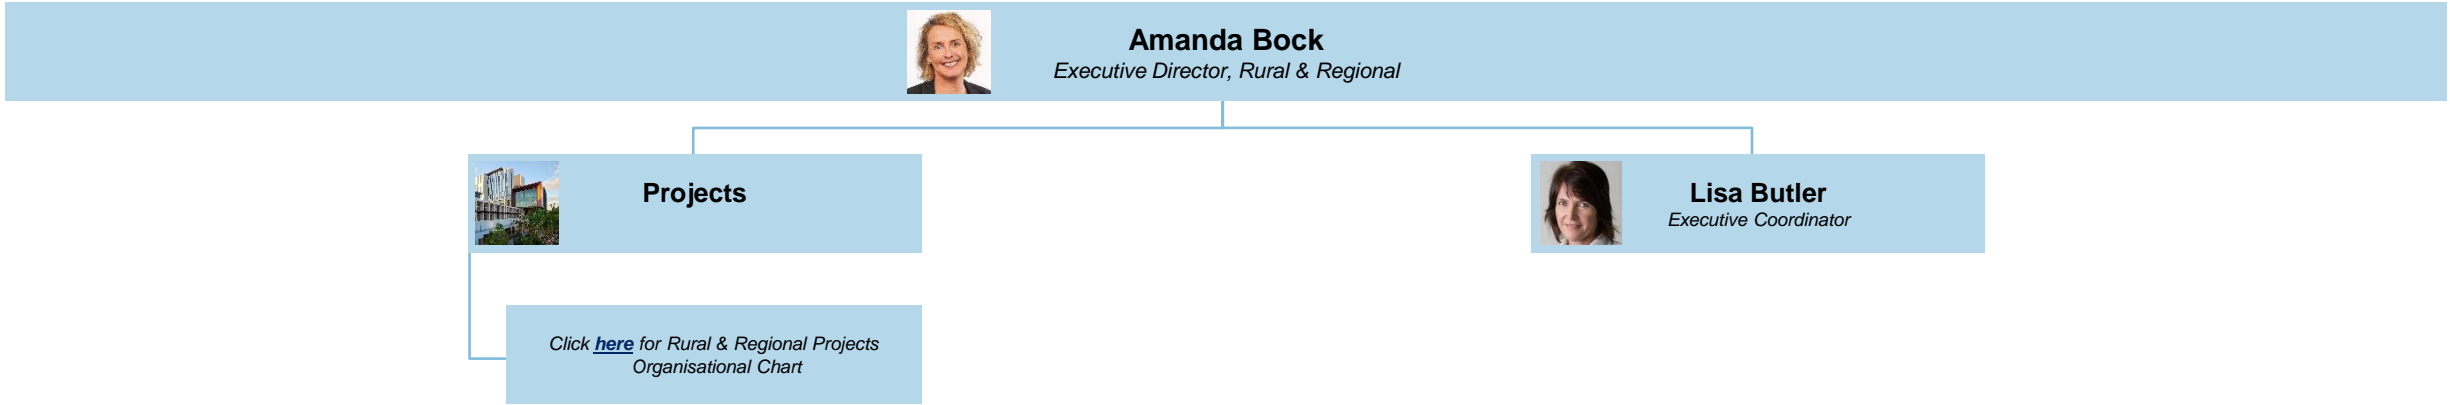 Amanda Bock
Executive Director, Rural & Regional
Projects
Lisa Butler
Executive Coordinator
Click here for Rural & Regional Projects
Organisational Chart